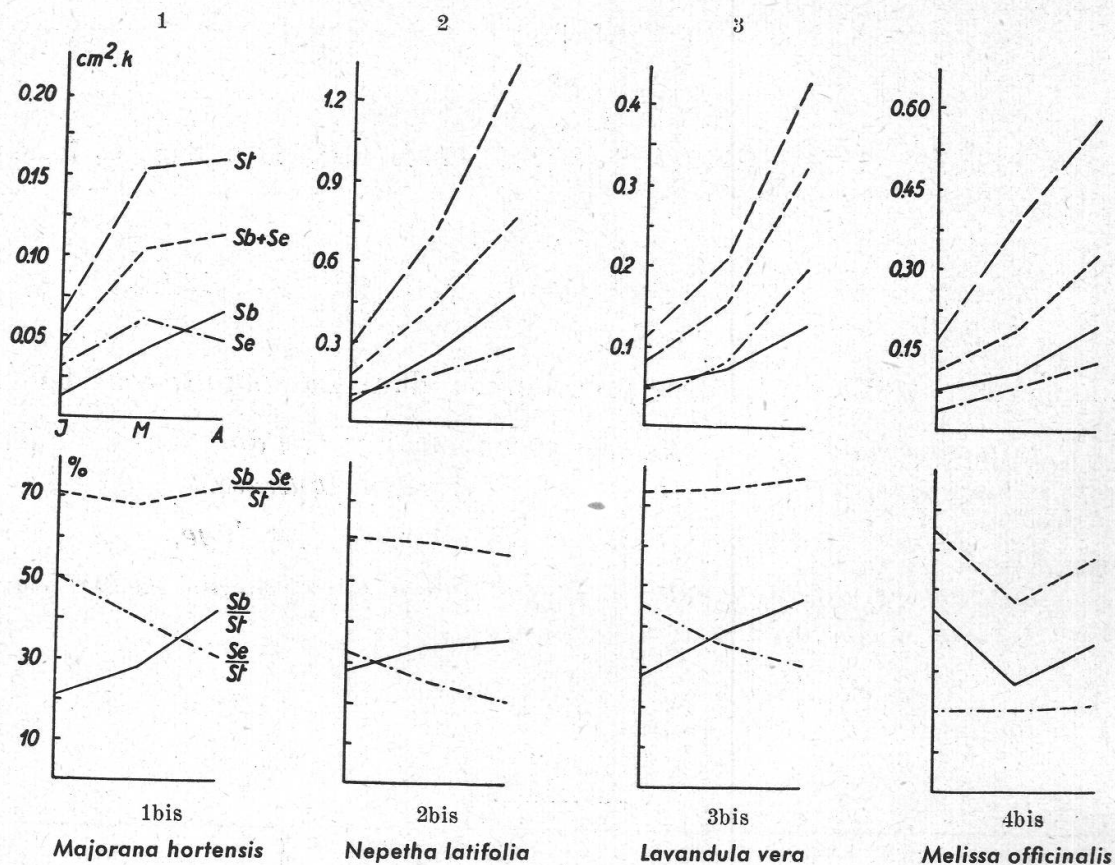 1 2 3
cm².k
0.20
0.15
0.10
0.05
St
Sb+Se
Sb
Se
J M A
1.2
0.9
0.6
0.3
0.4
0.3
0.2
0.1
0.60
0.45
0.30
0.15
%
70
50
30
10
Sb Se
St
Sb
St
Se
St
1bis 2bis 3bis 4bis
Majorana hortensis Nepetha latifolia Lavandula vera Melissa officinalis